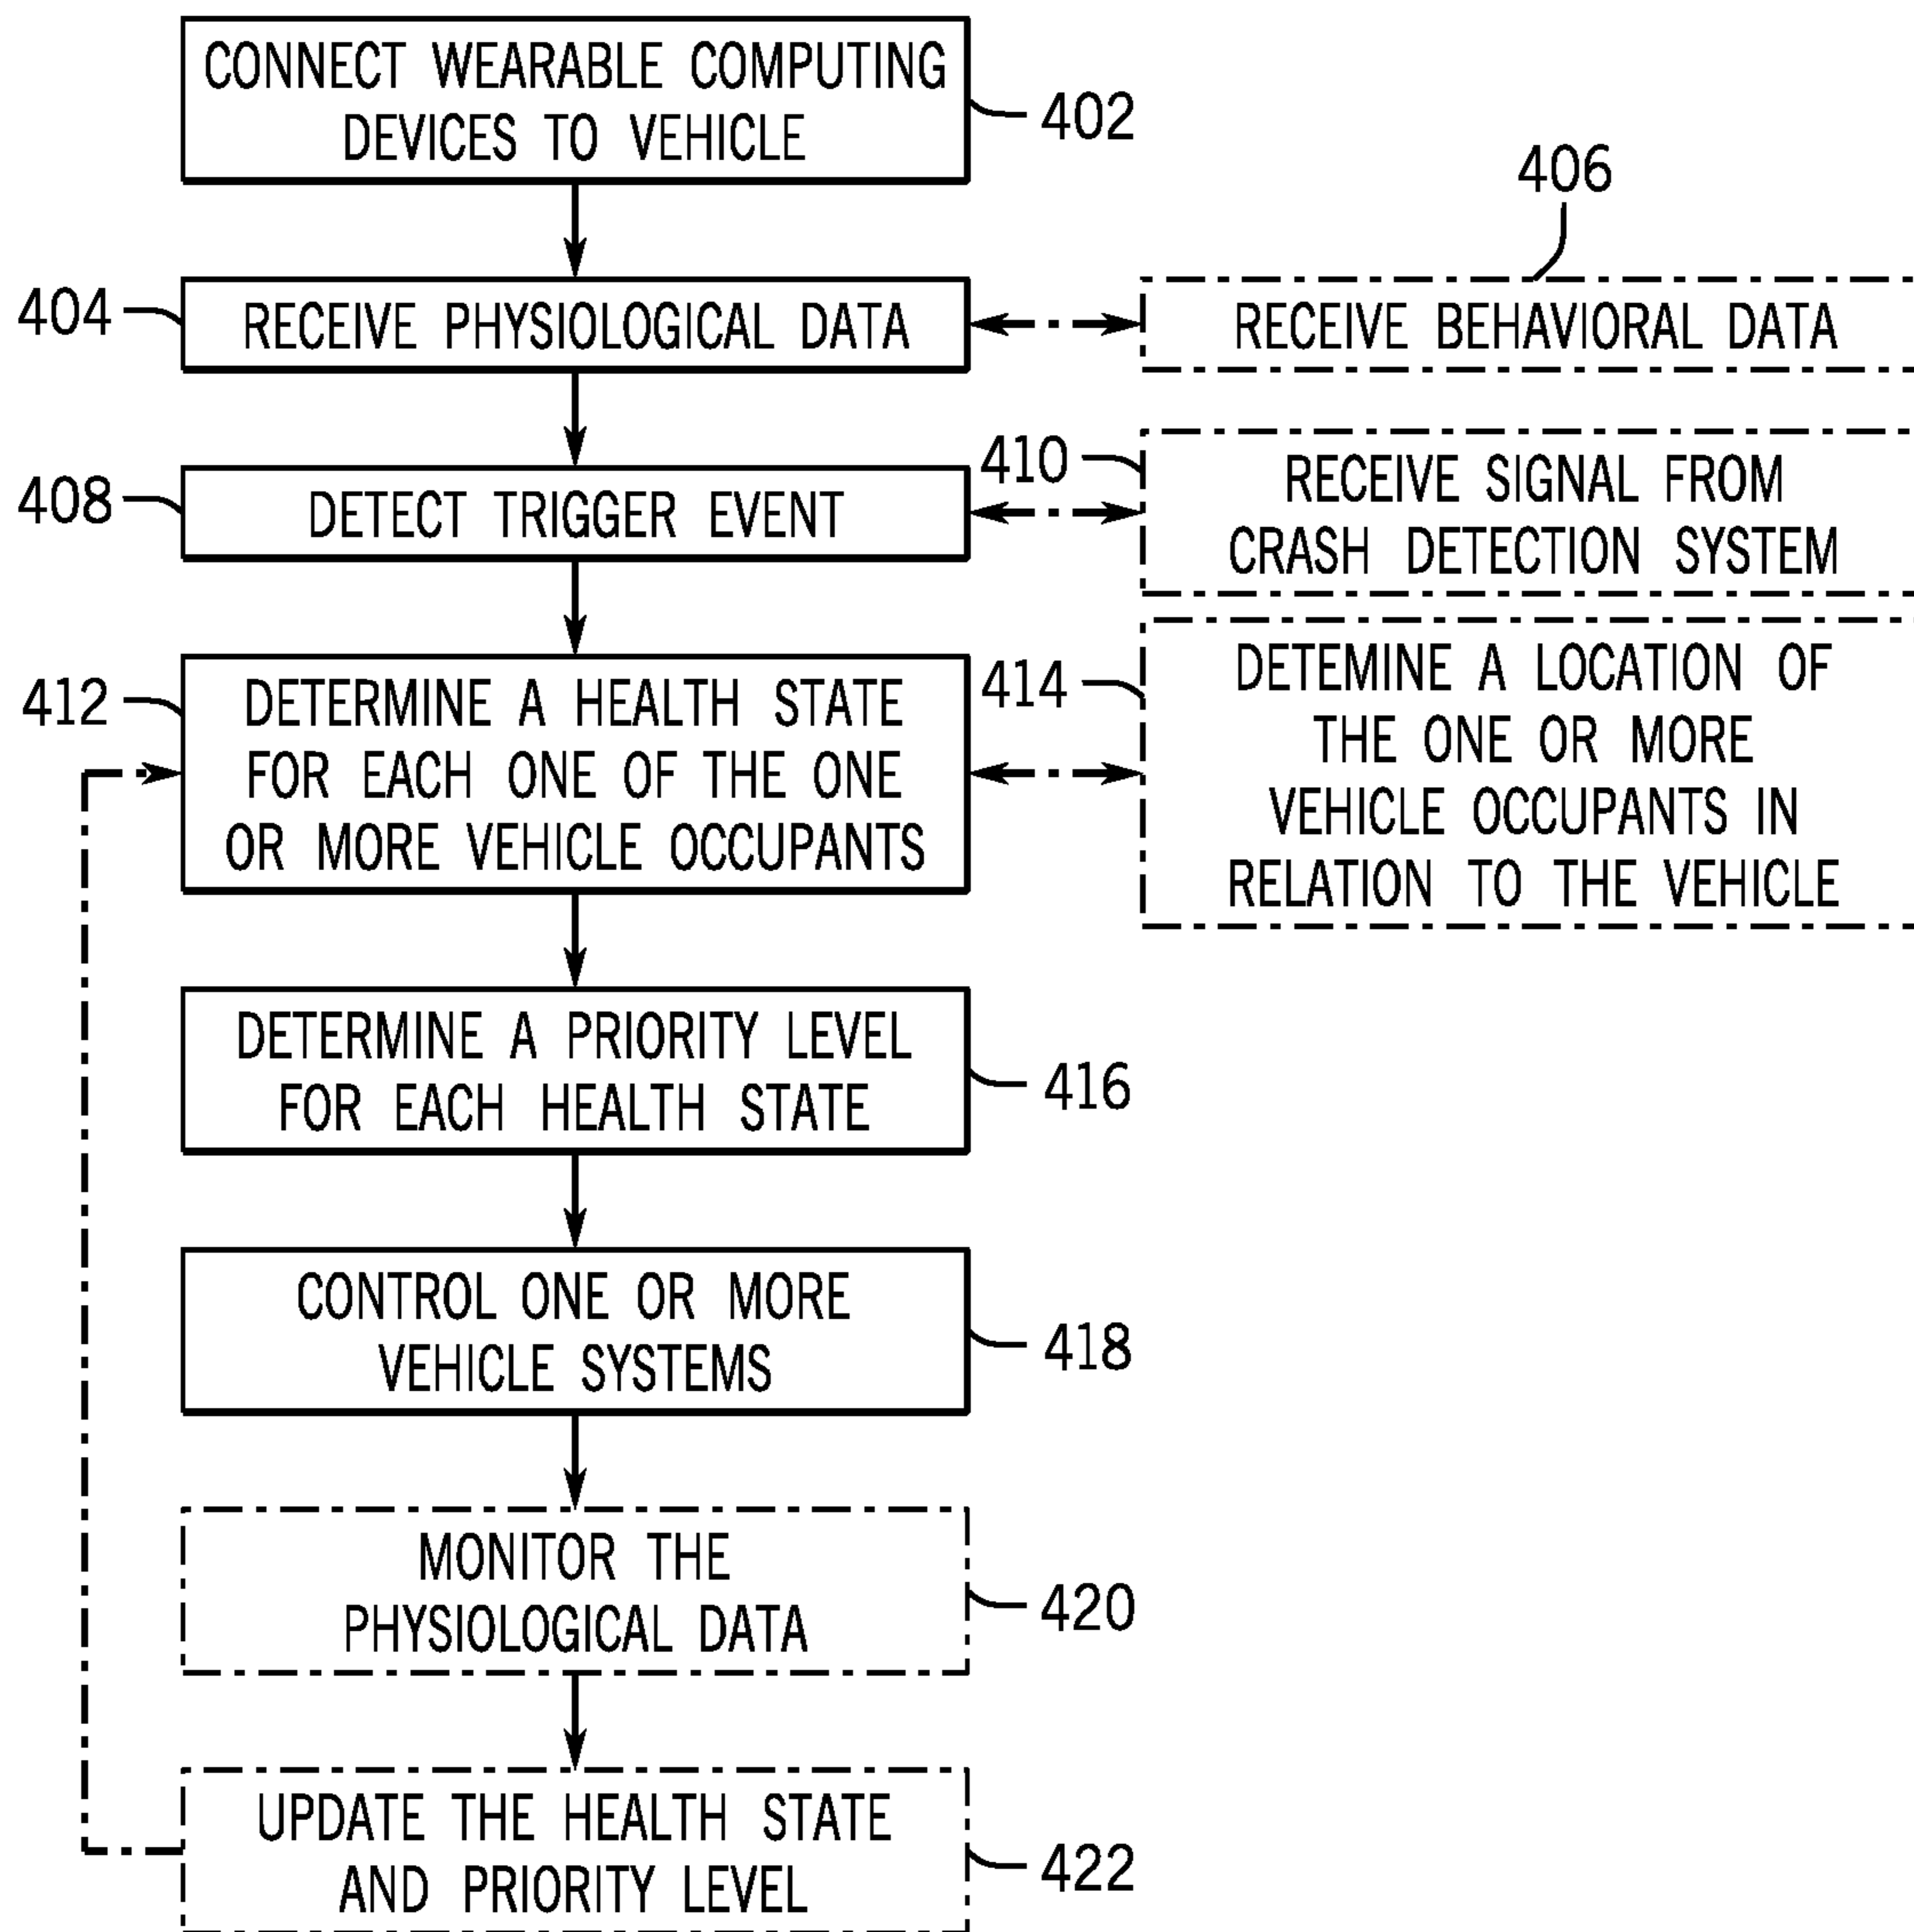 CONNECT WEARABLE COMPUTING
DEVICES TO VEHICLE
402
406
404
RECEIVE PHYSIOLOGICAL DATA
RECEIVE BEHAVIORAL DATA
408
DETECT TRIGGER EVENT
410
RECEIVE SIGNAL FROM
CRASH DETECTION SYSTEM
412
DETERMINE A HEALTH STATE
FOR EACH ONE OF THE ONE
OR MORE VEHICLE OCCUPANTS
414
DETEMINE A LOCATION OF
THE ONE OR MORE
VEHICLE OCCUPANTS IN
RELATION TO THE VEHICLE
DETERMINE A PRIORITY LEVEL
FOR EACH HEALTH STATE
416
CONTROL ONE OR MORE
VEHICLE SYSTEMS
418
MONITOR THE
PHYSIOLOGICAL DATA
420
UPDATE THE HEALTH STATE
AND PRIORITY LEVEL
422